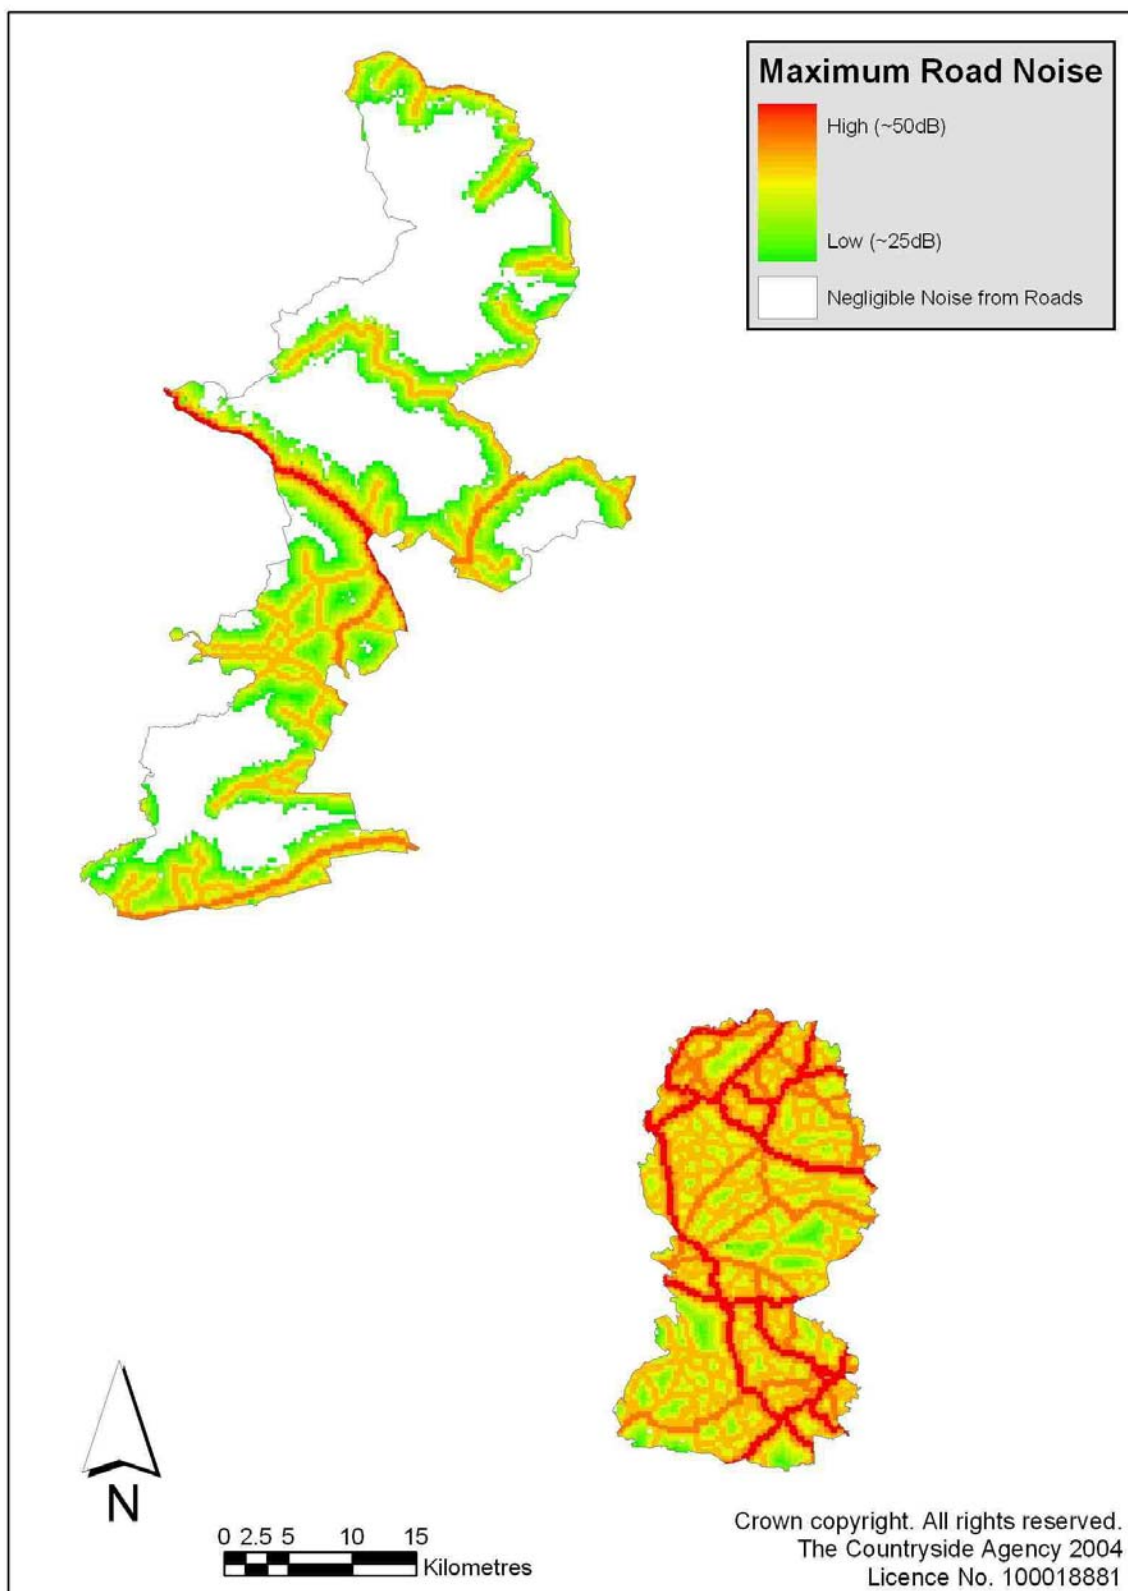 Maximum Road Noise
High (~50dB)
Low (~25dB)
Negligible Noise from Roads
N
0 2.5 5 10 15
Kilometres
Crown copyright. All rights reserved.
The Countryside Agency 2004
Licence No. 100018881